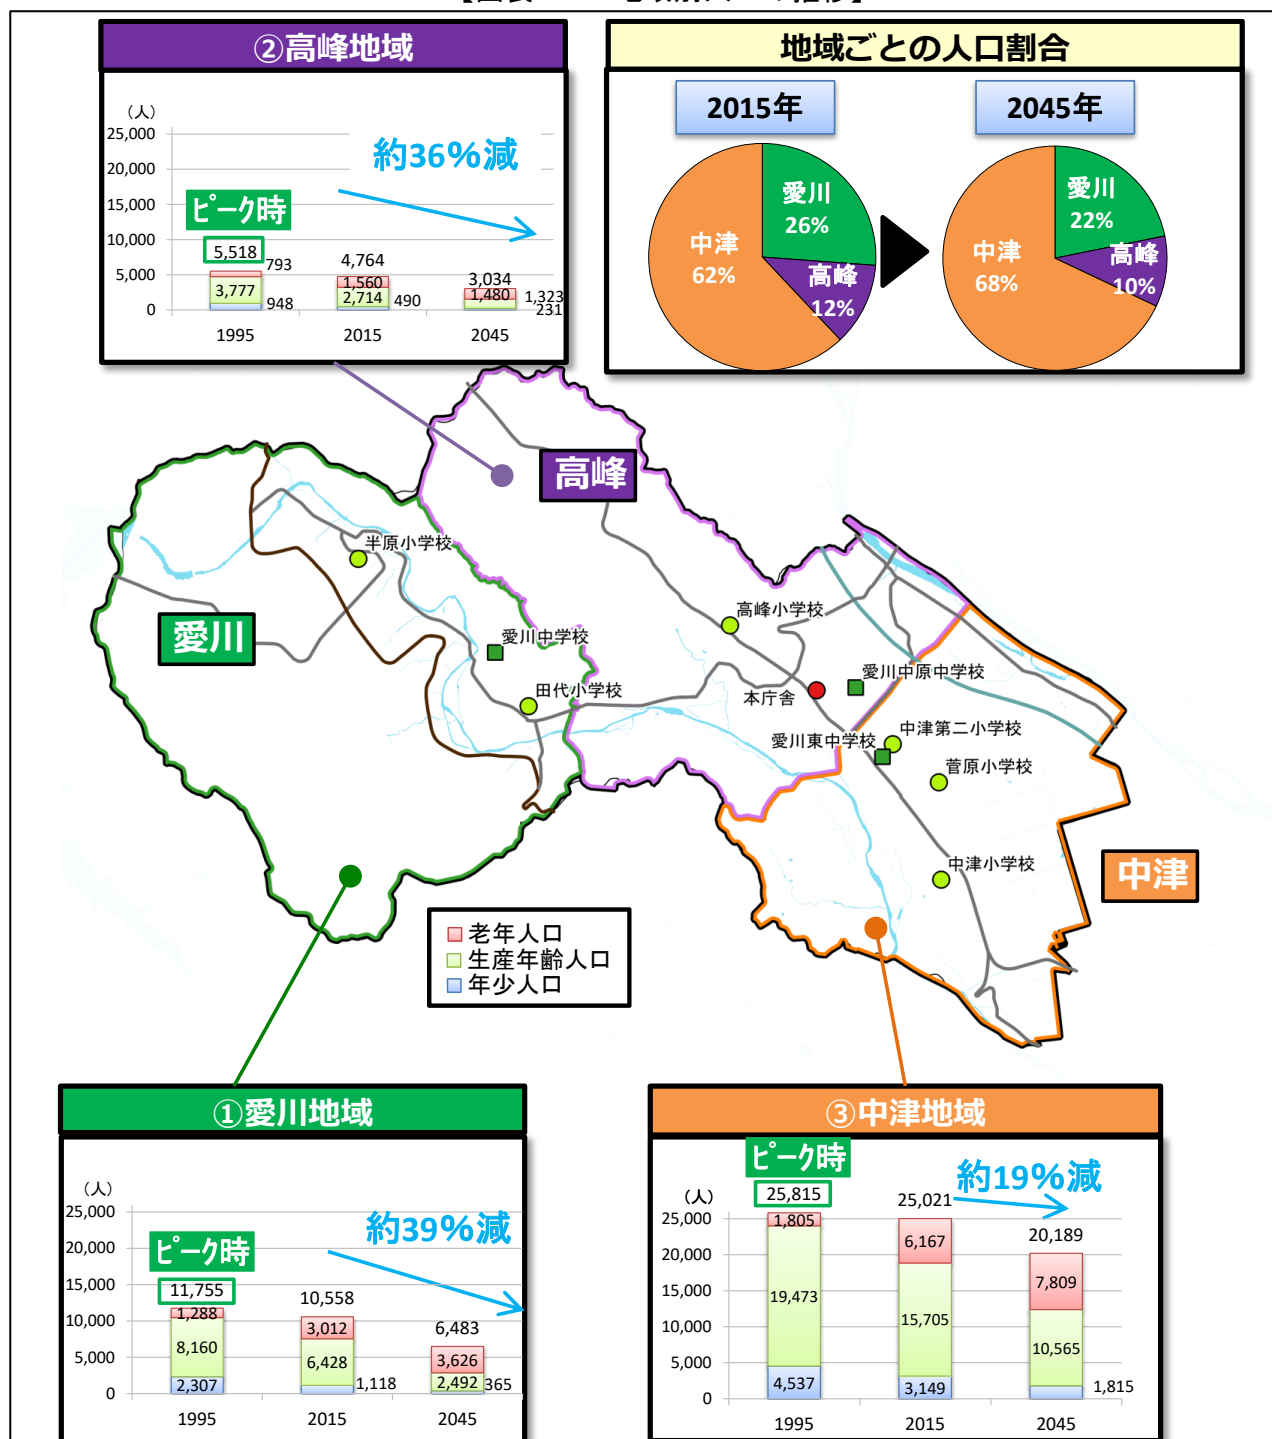 ②高峰地域
（人）
25,000
20,000
15,000
10,000
5,000
0
約36%減
ピーク時
5,518
793
3,777
948
4,764
1,560
2,714
490
3,034
1,480
1,323
231
1995
2015
2045
地域ごとの人口割合
2015年
2045年
愛川
26%
中津
62%
高峰
12%
愛川
22%
中津
68%
高峰
10%
高峰
半原小学校
愛川
高峰小学校
愛川中学校
愛川中原中学校
田代小学校
本庁舎
中津第二小学校
愛川東中学校
菅原小学校
中津小学校
中津
老年人口
生産年齢人口
年少人口
①愛川地域
（人）
25,000
20,000
15,000
10,000
5,000
0
約39%減
ピーク時
11,755
1,288
8,160
2,307
10,558
3,012
6,428
1,118
6,483
3,626
2,492
365
1995
2015
2045
③中津地域
ピーク時
（人）
25,000
20,000
15,000
10,000
5,000
0
約19%減
25,815
1,805
19,473
4,537
25,021
6,167
15,705
3,149
20,189
7,809
10,565
1,815
1995
2015
2045